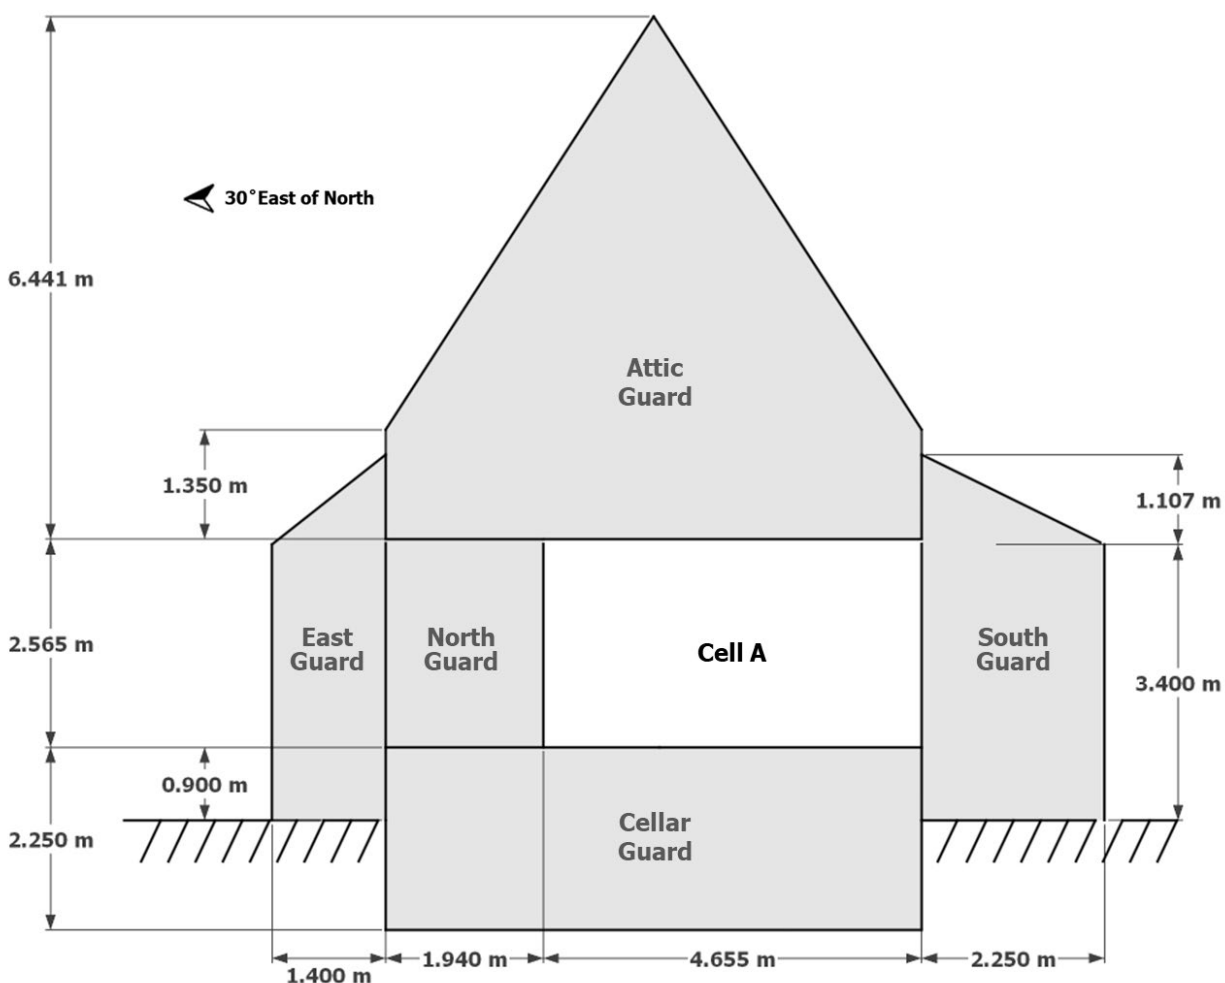 30°East of North
6.441 m
Attic
Guard
1.350 m
1.107 m
2.565 m
East
Guard
North
Guard
Cell A
South
Guard
3.400 m
0.900 m
2.250 m
Cellar
Guard
1.400 m
1.940 m
4.655 m
2.250 m